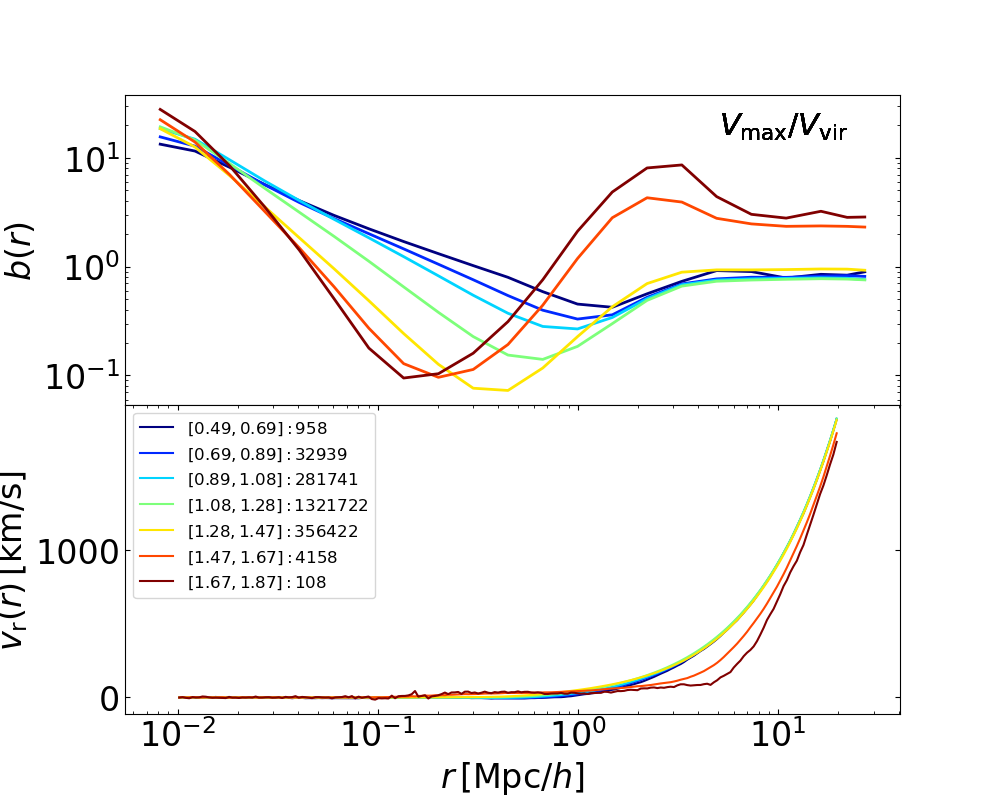 V_max/V_vir
b(r)
10^1
10^0
10^−1
[0.49, 0.69] : 958
[0.69, 0.89] : 32939
[0.89, 1.08] : 281741
[1.08, 1.28] : 1321722
[1.28, 1.47] : 356422
[1.47, 1.67] : 4158
[1.67, 1.87] : 108
v_r(r) [km/s]
1000
0
10^−2 10^−1 10^0 10^1
r [Mpc/h]